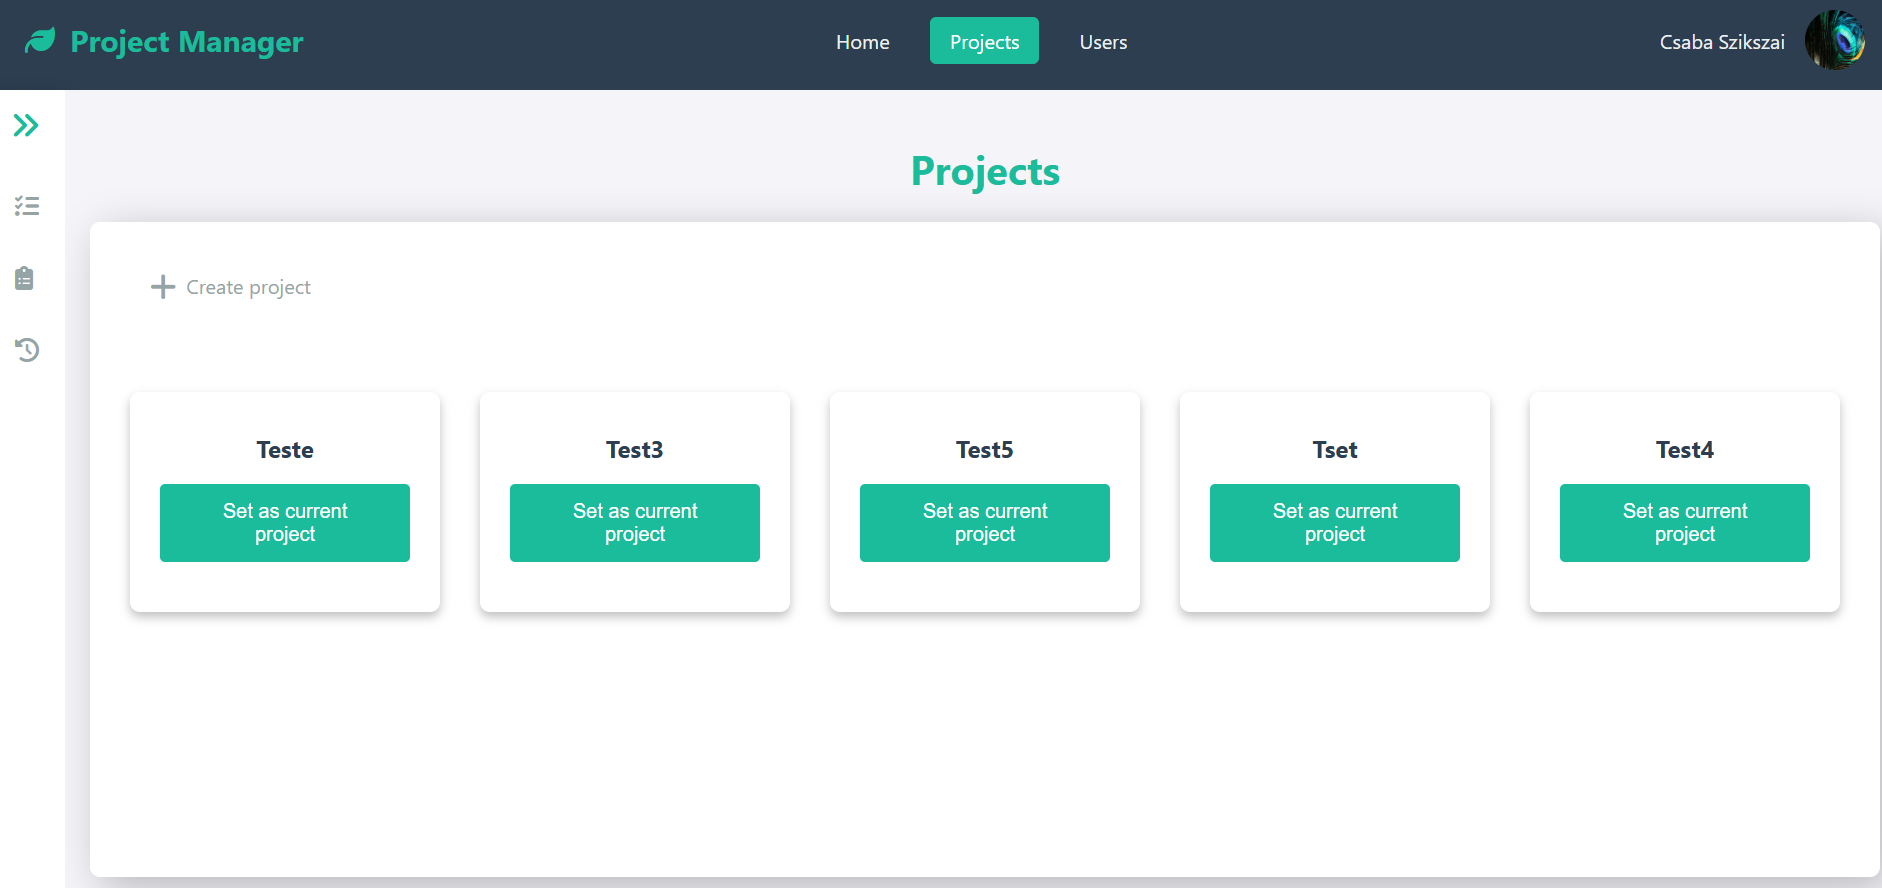 Project Manager
Home
Projects
Users
Csaba Szikszai
Projects
Create project
Teste
Set as current
project
Test3
Set as current
project
Test5
Set as current
project
Tset
Set as current
project
Test4
Set as current
project